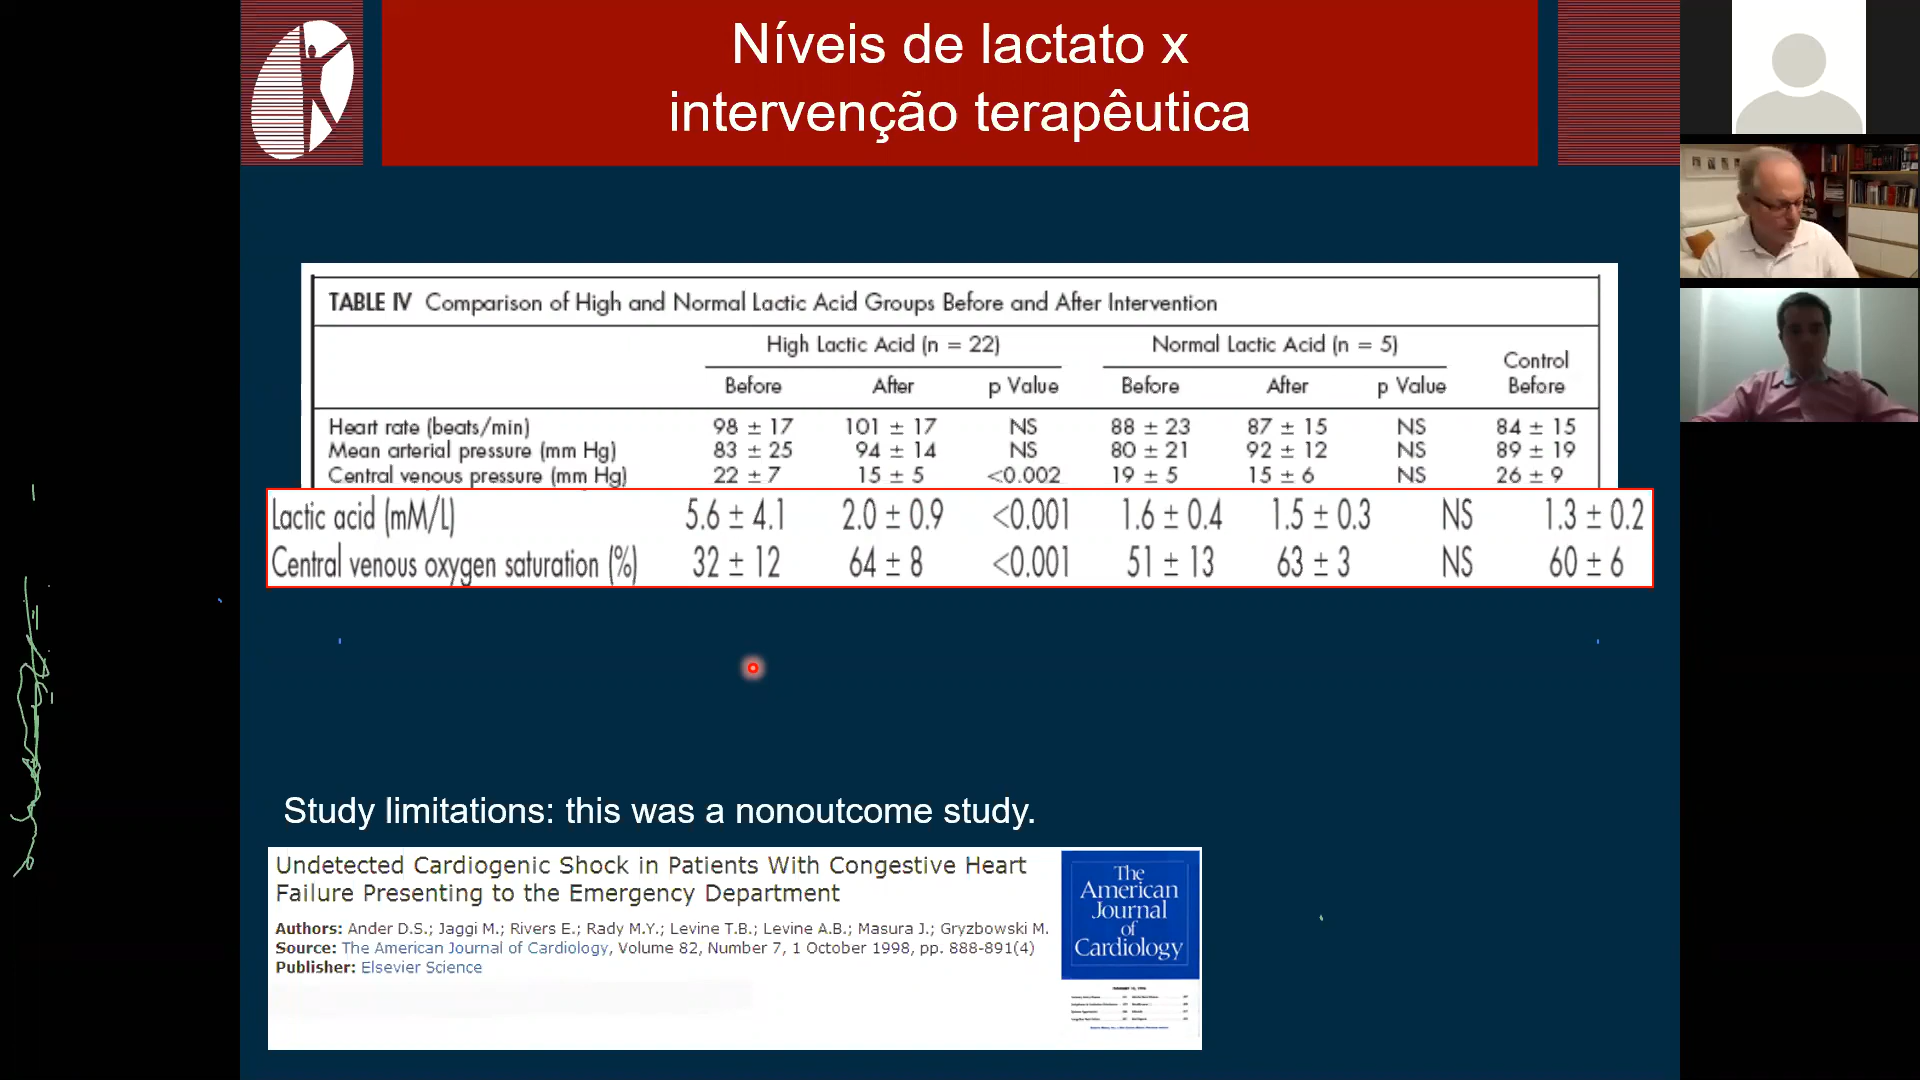 Níveis de lactato x
intervenção terapêutica
TABLE IV Comparison of High and Normal Lactic Acid Groups Before and After Intervention
High Lactic Acid (n = 22) Normal Lactic Acid (n = 5) Control
Before After p Value Before After p Value Before
Heart rate (beats/min) 98 ± 17 101 ± 17 NS 88 ± 23 87 ± 15 NS 84 ± 15
Mean arterial pressure (mm Hg) 83 ± 25 94 ± 14 NS 80 ± 21 92 ± 12 NS 89 ± 19
Central venous pressure (mm Hg) 22 ± 7 15 ± 5 <0.002 19 ± 5 15 ± 6 NS 26 ± 9
Lactic acid (mM/L) 5.6 ± 4.1 2.0 ± 0.9 <0.001 1.6 ± 0.4 1.5 ± 0.3 NS 1.3 ± 0.2
Central venous oxygen saturation (%) 32 ± 12 64 ± 8 <0.001 51 ± 13 63 ± 3 NS 60 ± 6
Study limitations: this was a nonoutcome study.
Undetected Cardiogenic Shock in Patients With Congestive Heart
Failure Presenting to the Emergency Department
Authors: Ander D.S.; Jaggi M.; Rivers E.; Rady M.Y.; Levine T.B.; Levine A.B.; Masura J.; Gryzbowski M.
Source: The American Journal of Cardiology, Volume 82, Number 7, 1 October 1998, pp. 888-891(4)
Publisher: Elsevier Science
The
American
Journal
of
Cardiology